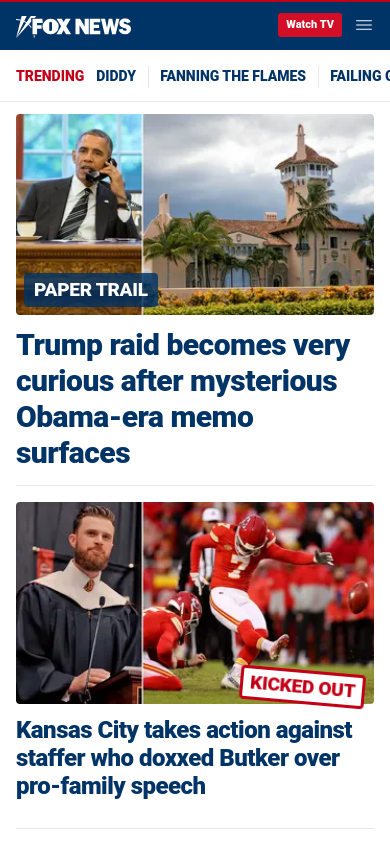 FOX NEWS
Watch TV
TRENDING DIDDY FANNING THE FLAMES FAILING
PAPER TRAIL
Trump raid becomes very
curious after mysterious
Obama-era memo
surfaces
7
KICKED OUT
Kansas City takes action against
staffer who doxxed Butker over
pro-family speech